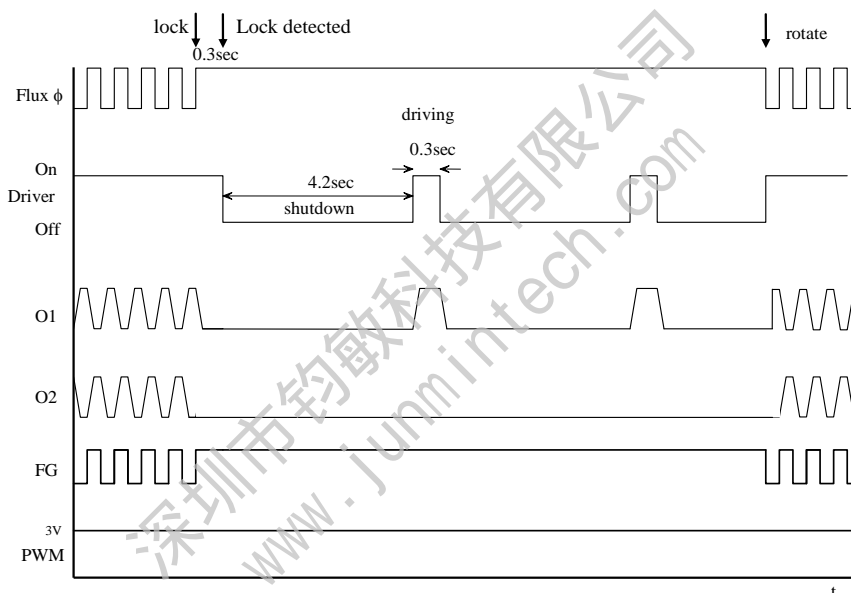 lock
Lock detected
rotate
0.3sec
Flux ϕ
driving
0.3sec
On
4.2sec
Driver
shutdown
Off
O1
O2
FG
3V
PWM
t
深圳市钧敏科技有限公司
www.junmintech.com